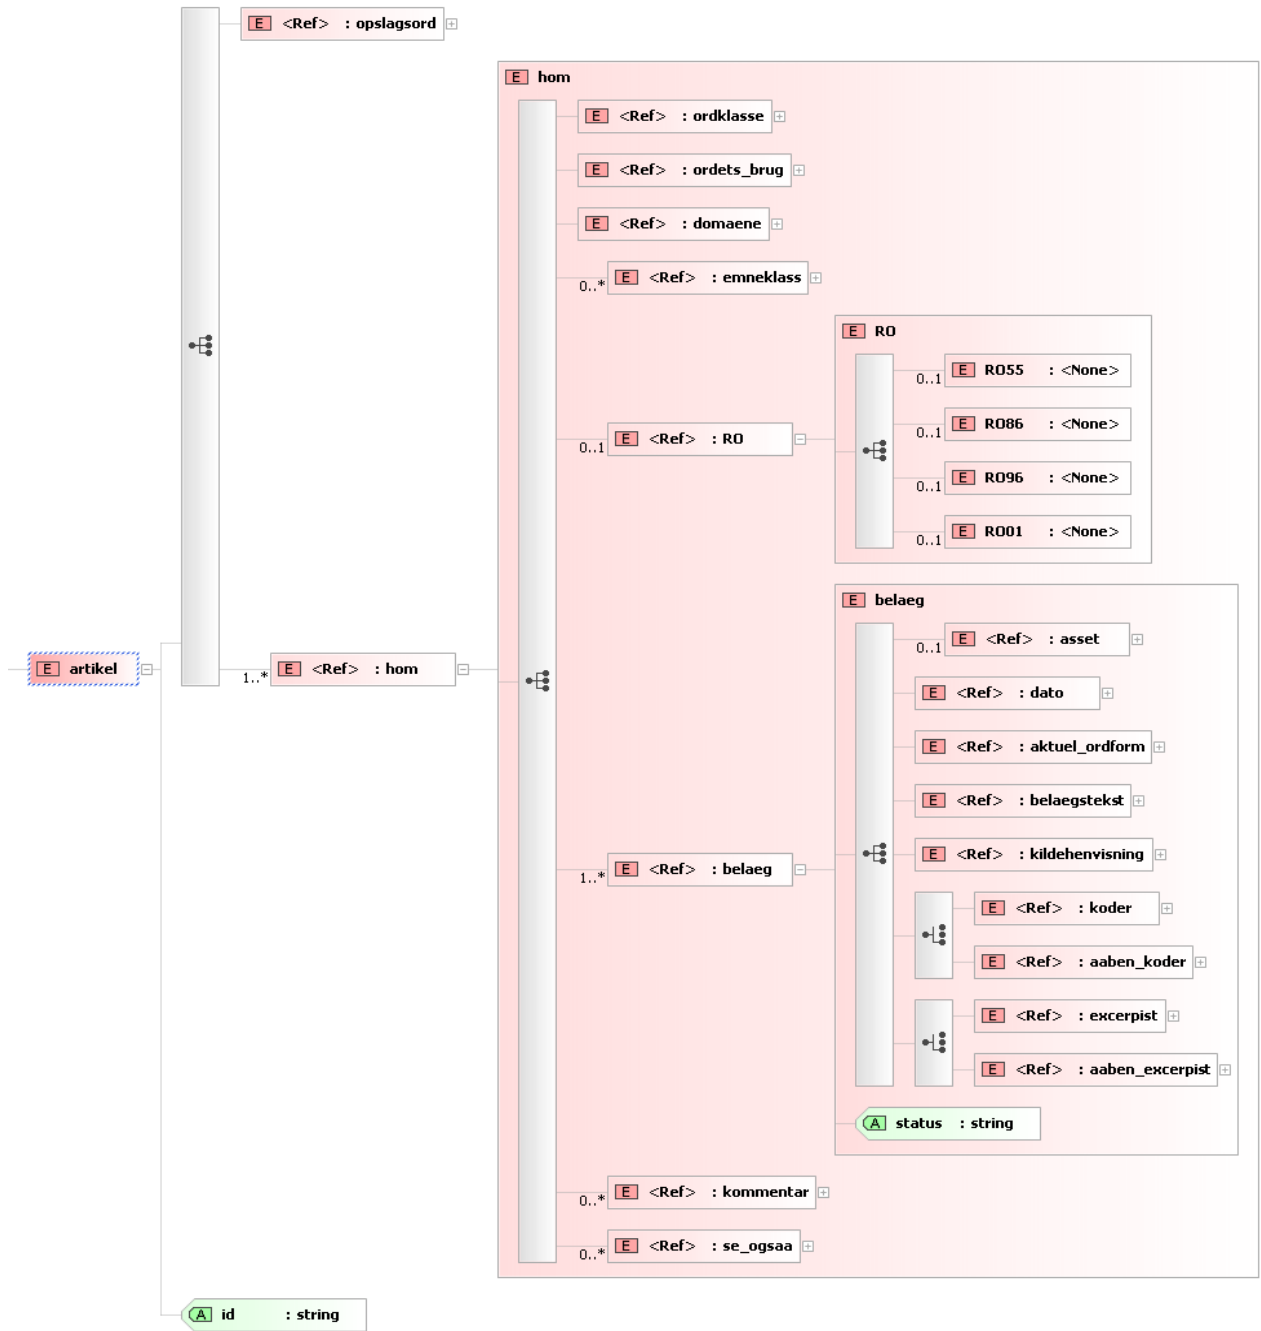 E <Ref> : opslagsord
E hom
E <Ref> : ordklasse
E <Ref> : ordets_brug
E <Ref> : domaene
0..* E <Ref> : emneklass
E RO
0..1 E RO55 : <None>
0..1 E RO86 : <None>
0..1 E <Ref> : RO
0..1 E RO96 : <None>
0..1 E RO01 : <None>
E belaeg
0..1 E <Ref> : asset
E artikel
1..* E <Ref> : hom
E <Ref> : dato
E <Ref> : aktuel_ordform
E <Ref> : belaegstekst
E <Ref> : kildehenvisning
1..* E <Ref> : belaeg
E <Ref> : koder
E <Ref> : aaben_koder
E <Ref> : excerpist
E <Ref> : aaben_excerpist
A status : string
0..* E <Ref> : kommentar
0..* E <Ref> : se_ogsaa
A id : string